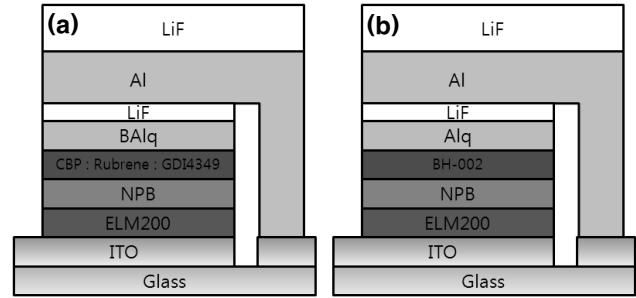 (a)
LiF
Al
LiF
BAlq
CBP : Rubrene : GDI4349
NPB
ELM200
ITO
Glass
(b)
LiF
Al
LiF
Alq
BH-002
NPB
ELM200
ITO
Glass